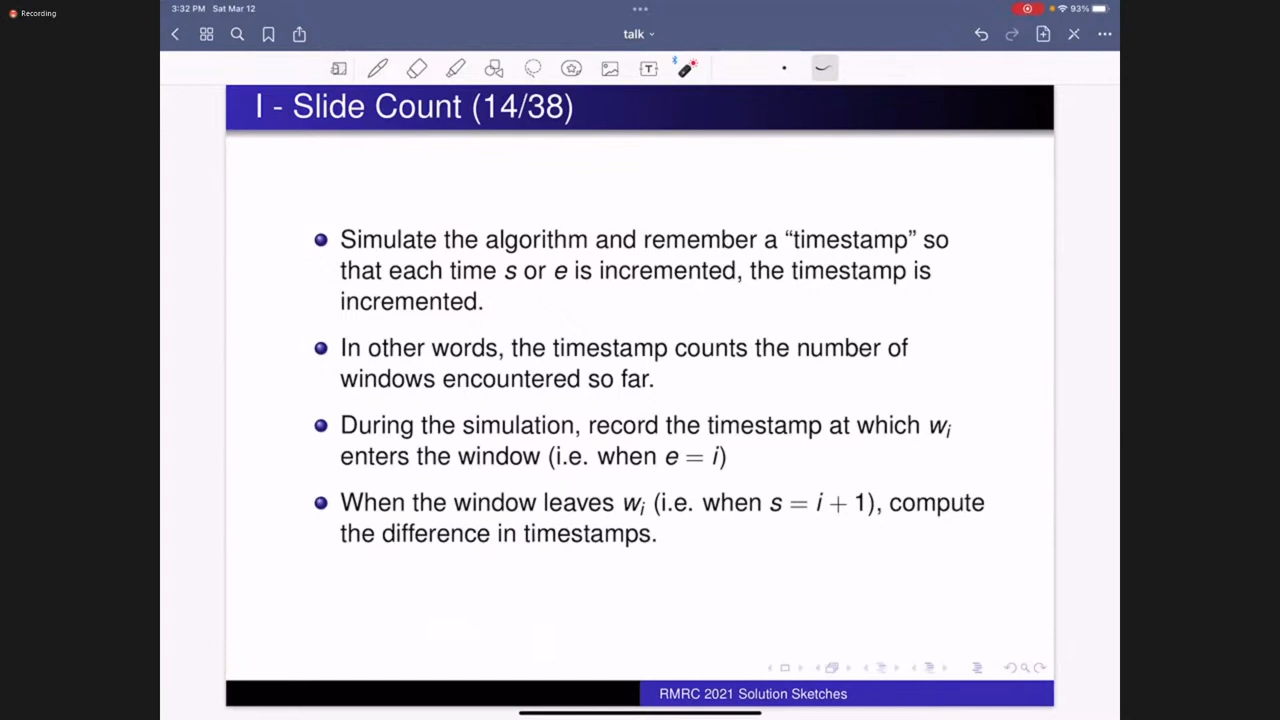 Recording
3:32 PM Sat Mar 12
93%
talk
T
I - Slide Count (14/38)
Simulate the algorithm and remember a “timestamp” so
that each time s or e is incremented, the timestamp is
incremented.
In other words, the timestamp counts the number of
windows encountered so far.
During the simulation, record the timestamp at which wᵢ
enters the window (i.e. when e = i)
When the window leaves wᵢ (i.e. when s = i + 1), compute
the difference in timestamps.
RMRC 2021 Solution Sketches